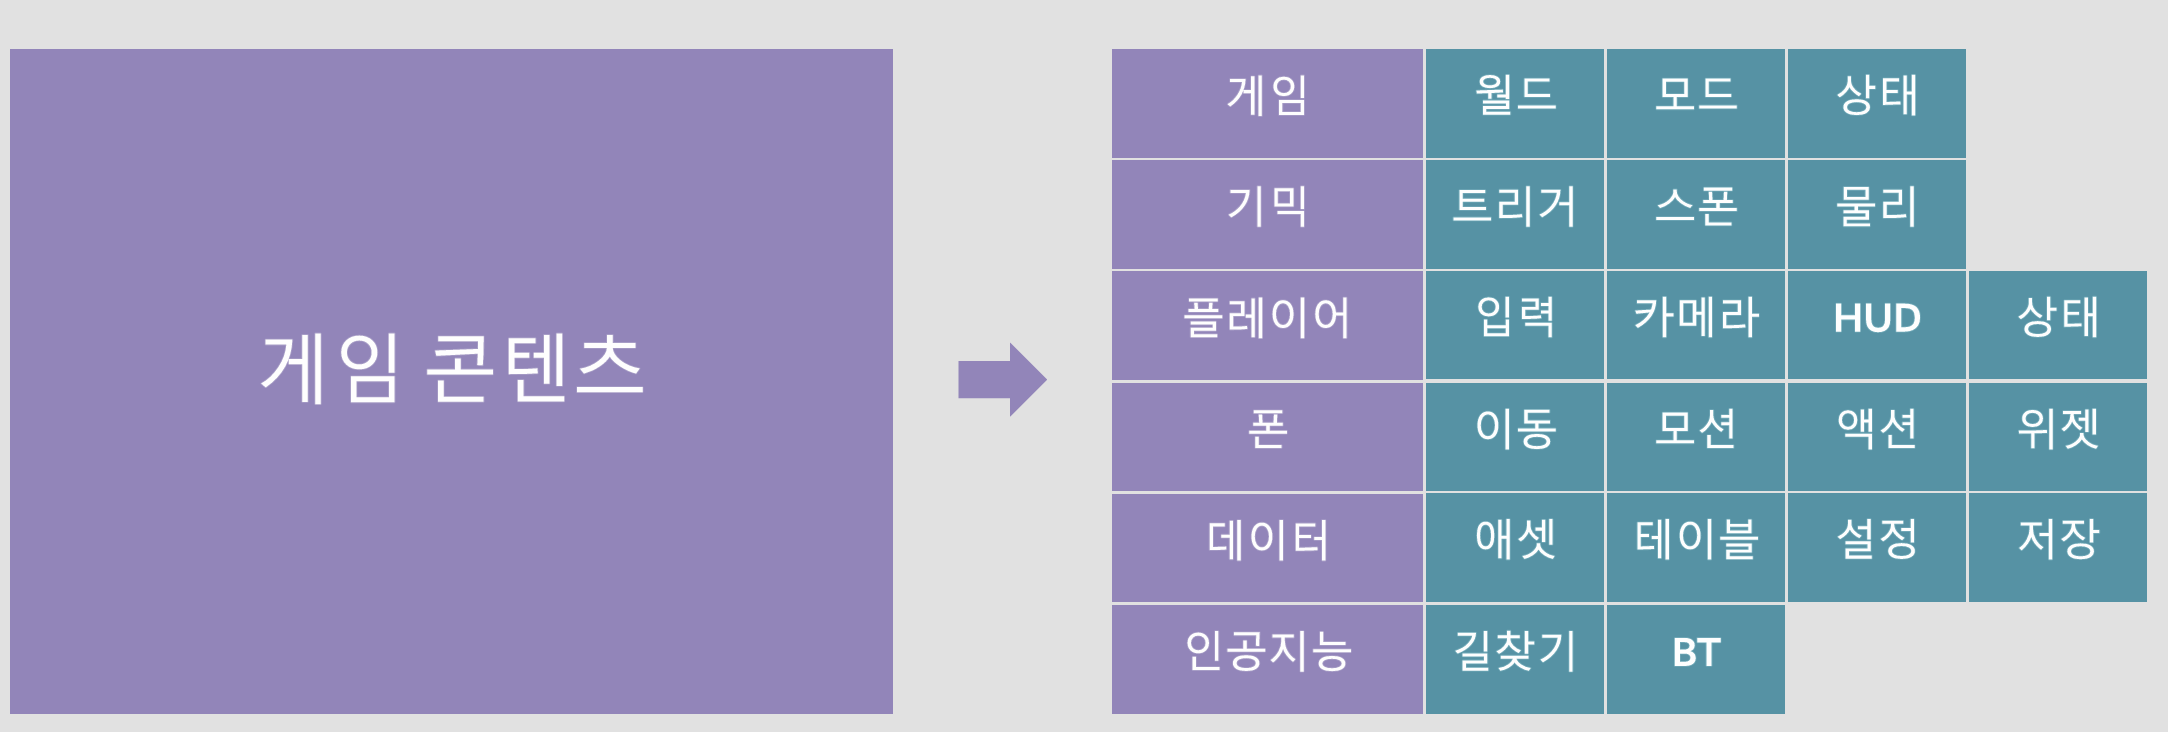 게임 콘텐츠
게임 월드 모드 상태
기믹 트리거 스폰 물리
플레이어 입력 카메라 HUD 상태
폰 이동 모션 액션 위젯
데이터 애셋 테이블 설정 저장
인공지능 길찾기 BT